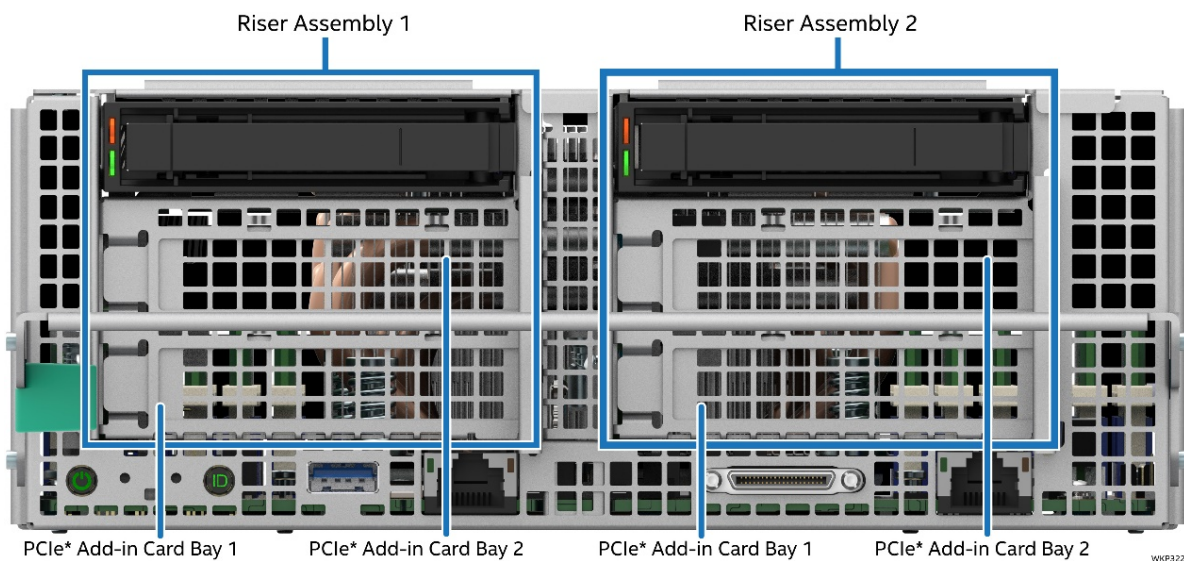 Riser Assembly 1
Riser Assembly 2
ID
PCIe* Add-in Card Bay 1
PCIe* Add-in Card Bay 2
PCIe* Add-in Card Bay 1
PCIe* Add-in Card Bay 2